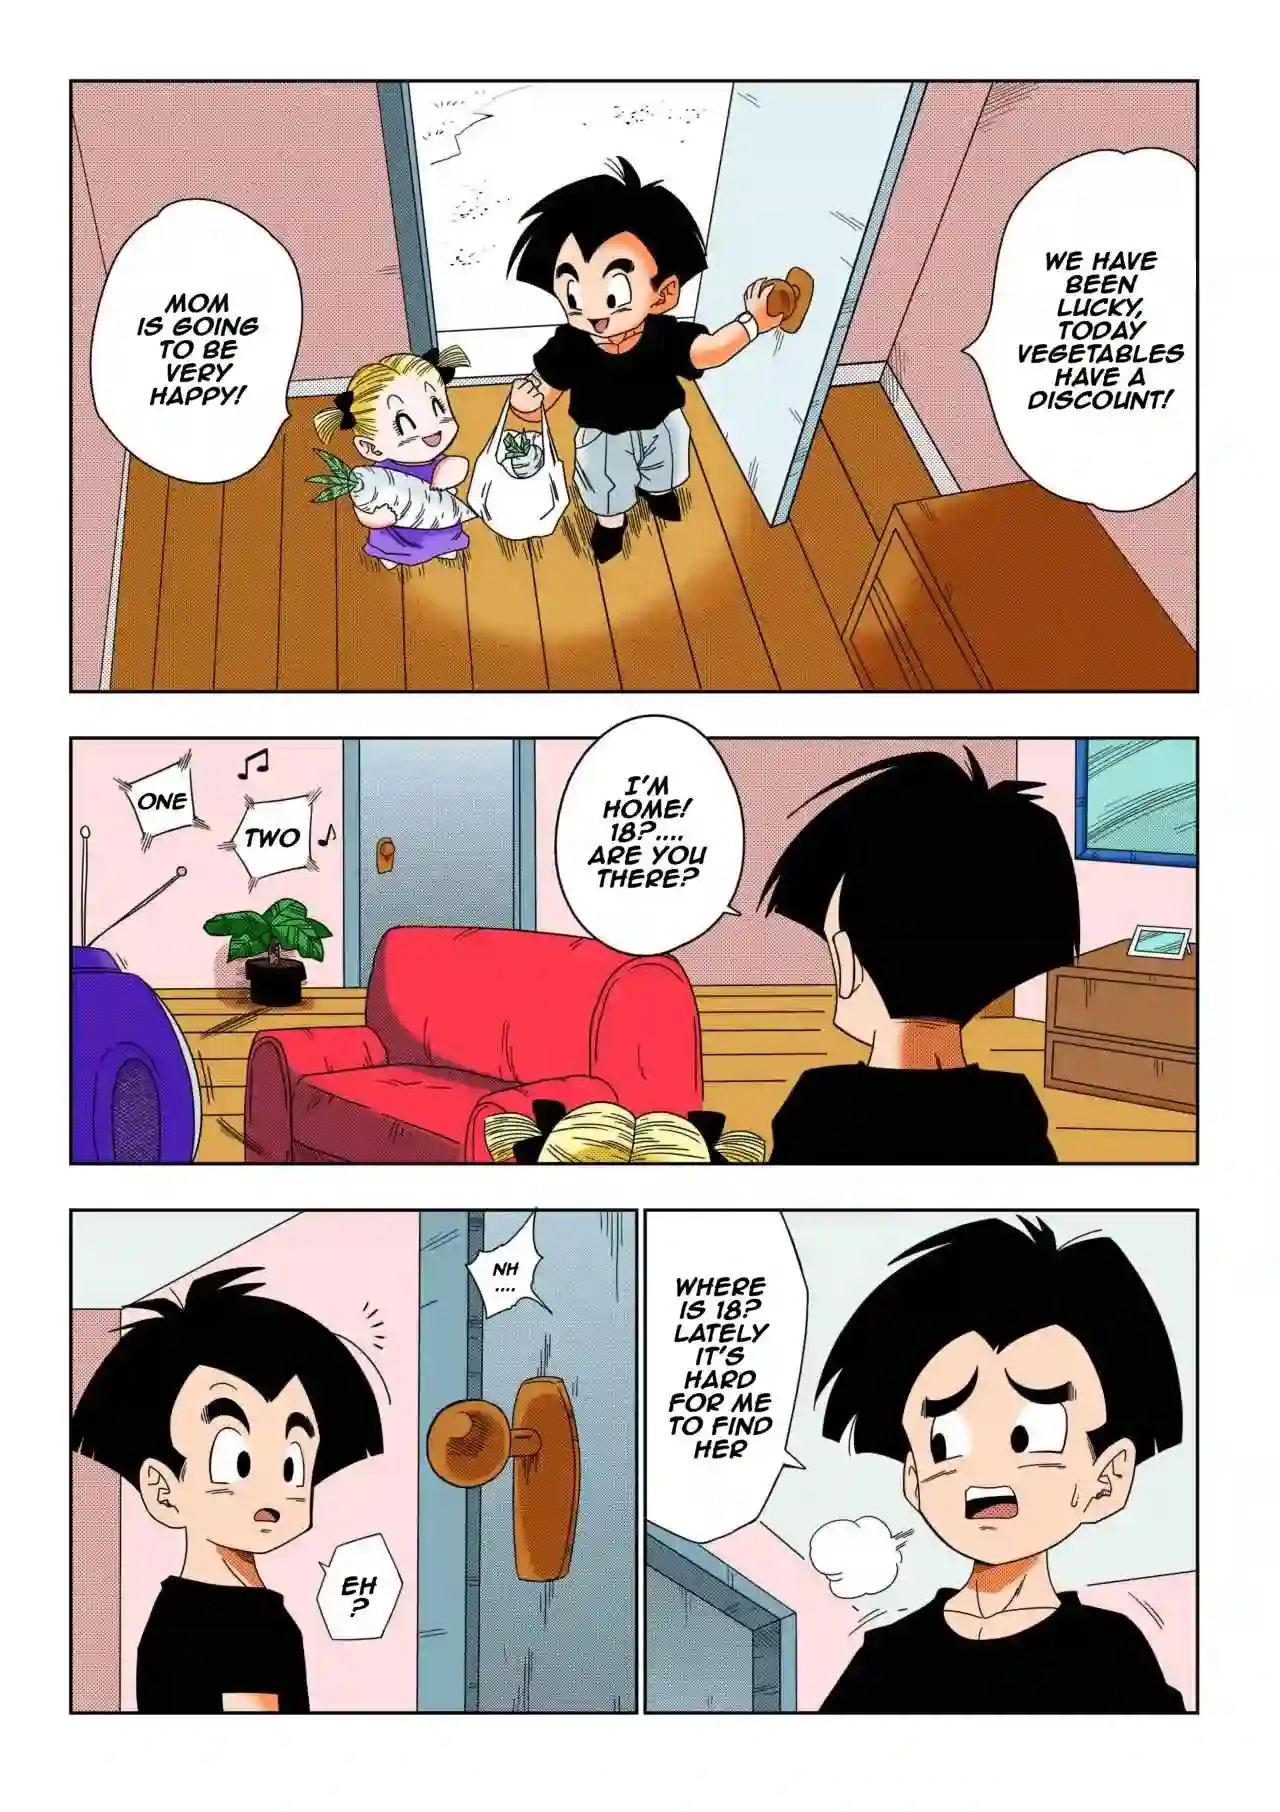 WE HAVE
BEEN
LUCKY,
TODAY
VEGETABLES
HAVE A
DISCOUNT!
MOM
IS GOING
TO BE
VERY
HAPPY!
ONE
TWO
I'M
HOME!
18?....
ARE YOU
THERE?
WHERE
IS 18?
LATELY
IT'S
HARD
FOR ME
TO FIND
HER
NH
....
EH
?